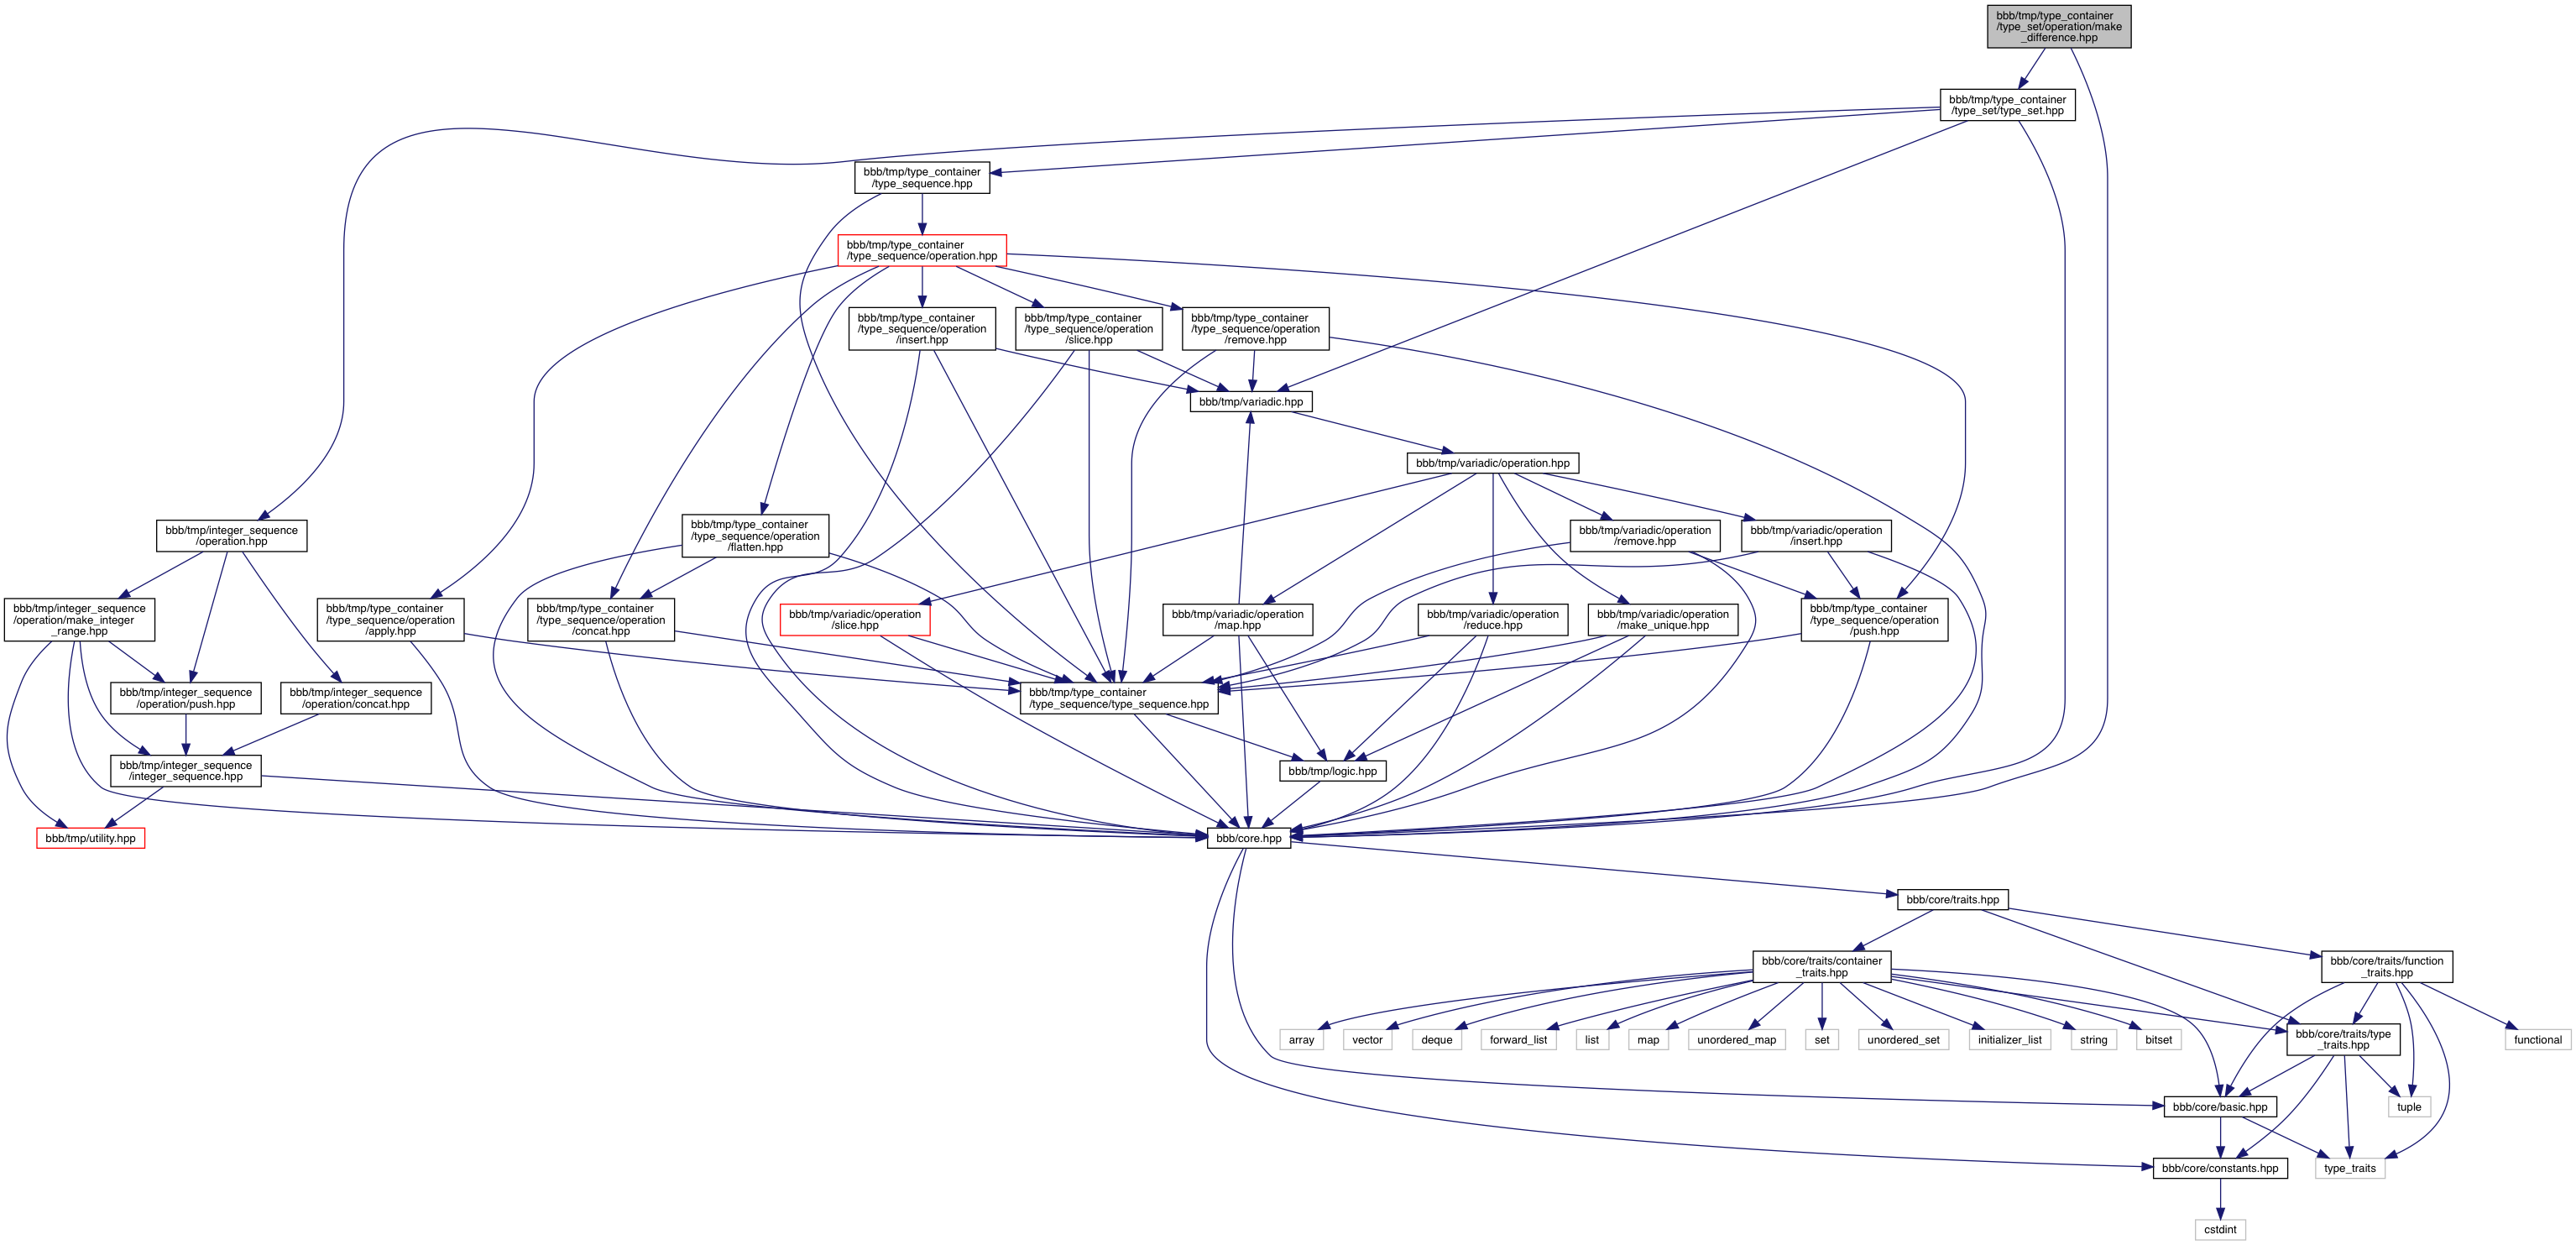 bbb/tmp/type_container
/type_set/operation/make
_difference.hpp
bbb/tmp/type_container
/type_set/type_set.hpp
bbb/tmp/type_container
/type_sequence.hpp
bbb/tmp/type_container
/type_sequence/operation.hpp
bbb/tmp/type_container
/type_sequence/operation
/insert.hpp
bbb/tmp/type_container
/type_sequence/operation
/slice.hpp
bbb/tmp/type_container
/type_sequence/operation
/remove.hpp
bbb/tmp/variadic.hpp
bbb/tmp/variadic/operation.hpp
bbb/tmp/integer_sequence
/operation.hpp
bbb/tmp/type_container
/type_sequence/operation
/flatten.hpp
bbb/tmp/variadic/operation
/remove.hpp
bbb/tmp/variadic/operation
/insert.hpp
bbb/tmp/integer_sequence
/operation/make_integer
_range.hpp
bbb/tmp/type_container
/type_sequence/operation
/apply.hpp
bbb/tmp/type_container
/type_sequence/operation
/concat.hpp
bbb/tmp/variadic/operation
/slice.hpp
bbb/tmp/variadic/operation
/map.hpp
bbb/tmp/variadic/operation
/reduce.hpp
bbb/tmp/variadic/operation
/make_unique.hpp
bbb/tmp/type_container
/type_sequence/operation
/push.hpp
bbb/tmp/integer_sequence
/operation/push.hpp
bbb/tmp/integer_sequence
/operation/concat.hpp
bbb/tmp/type_container
/type_sequence/type_sequence.hpp
bbb/tmp/integer_sequence
/integer_sequence.hpp
bbb/tmp/logic.hpp
bbb/tmp/utility.hpp
bbb/core.hpp
bbb/core/traits.hpp
bbb/core/traits/container
_traits.hpp
bbb/core/traits/function
_traits.hpp
array
vector
deque
forward_list
list
map
unordered_map
set
unordered_set
initializer_list
string
bitset
bbb/core/traits/type
_traits.hpp
functional
bbb/core/basic.hpp
tuple
bbb/core/constants.hpp
type_traits
cstdint